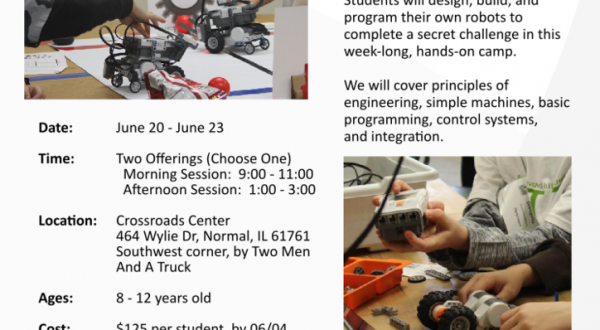 Students will design, build, and
program their own robots to
complete a secret challenge in this
week-long, hands-on camp.
We will cover principles of
engineering, simple machines, basic
programming, control systems,
and integration.
Date: June 20 - June 23
Time: Two Offerings (Choose One)
Morning Session: 9:00 - 11:00
Afternoon Session: 1:00 - 3:00
Location: Crossroads Center
464 Wylie Dr, Normal, IL 61761
Southwest corner, by Two Men
And A Truck
Ages: 8 - 12 years old
Cost: $125 per student, by 06/04